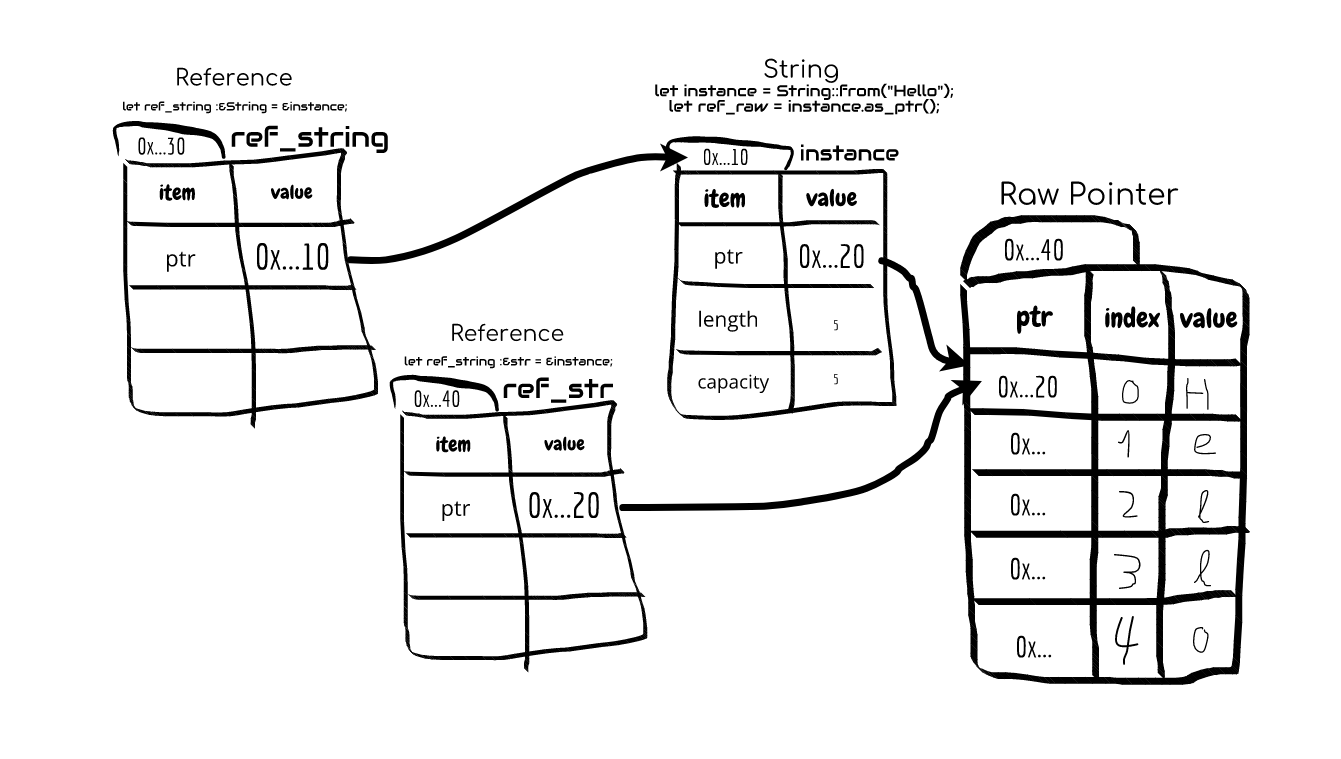 Reference
let ref_string :&String = &instance;
0x...30
ref_string
item value
ptr 0x...10
Reference
let ref_string :&str = &instance;
0x...40
ref_str
item value
ptr 0x...20
String
let instance = String::from("Hello");
let ref_raw = instance.as_ptr();
0x...10
instance
item value
ptr 0x...20
length 5
capacity 5
Raw Pointer
0x...40
ptr index value
0x...20 0 H
0x... 1 e
0x... 2 l
0x... 3 l
0x... 4 o